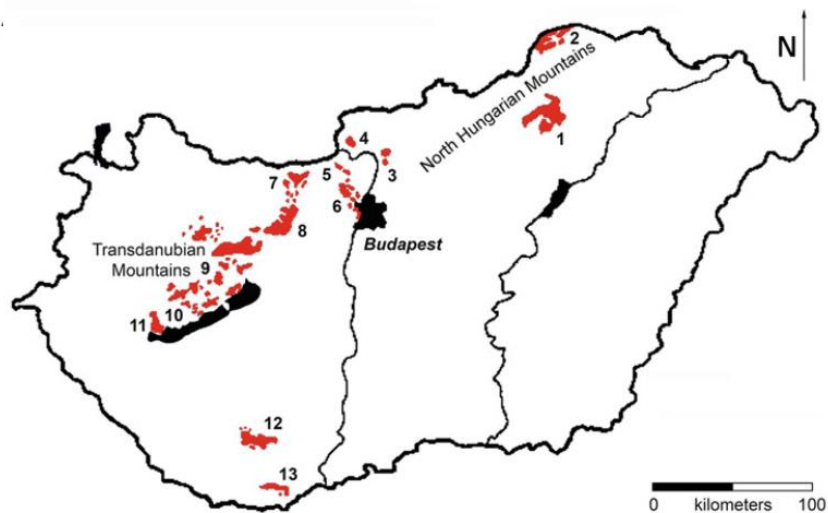 N
2
North Hungarian Mountains
1
4
3
5
7
6
8
Budapest
Transdanubian
Mountains
9
10
11
12
13
0 kilometers 100